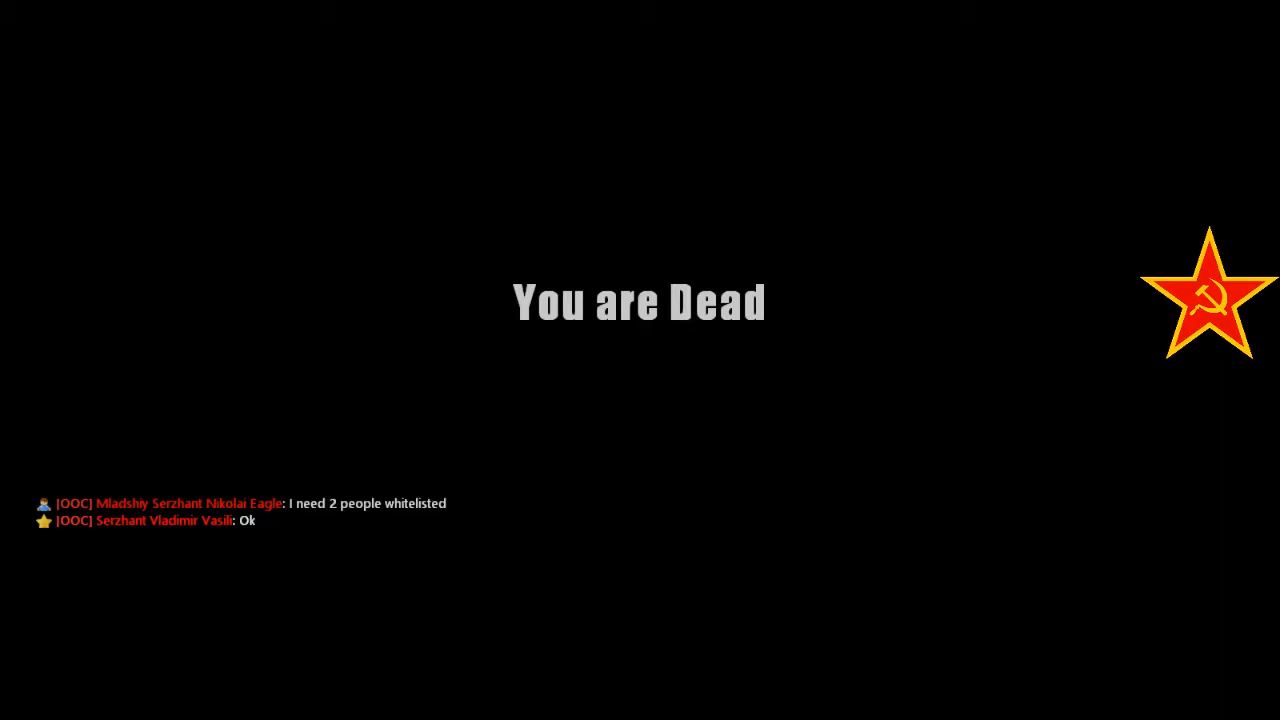 You are Dead
[OOC] Mladshiy Serzhant Nikolai Eagle: I need 2 people whitelisted
[OOC] Serzhant Vladimir Vasili: Ok